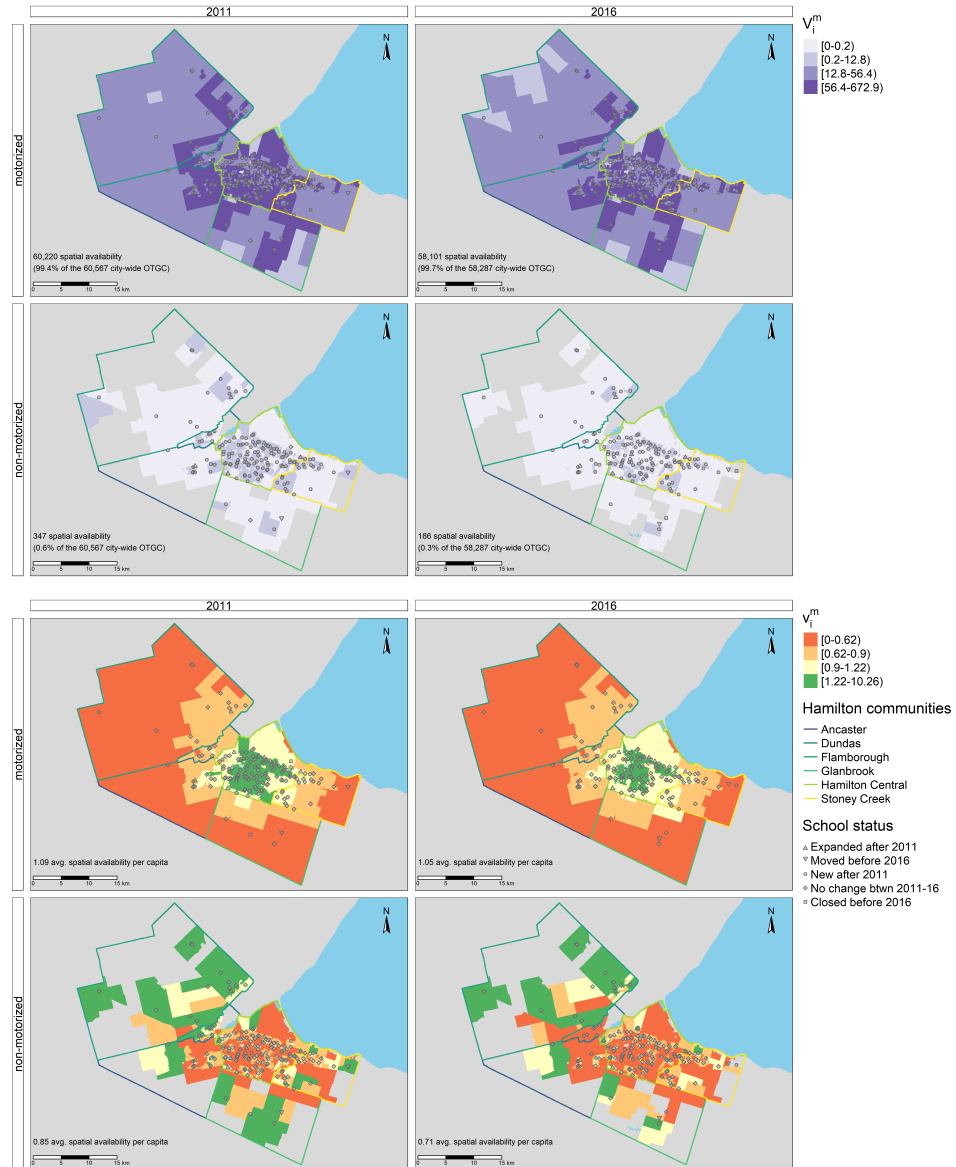 2011 2016
V_i^m
[0-0.2)
[0.2-12.8)
[12.8-56.4)
[56.4-672.9)
motorized
N
60,220 spatial availability
(99.4% of the 60,567 city-wide OTGC)
0 5 10 15 km
N
58,101 spatial availability
(99.7% of the 58,287 city-wide OTGC)
0 5 10 15 km
non-motorized
N
347 spatial availability
(0.6% of the 60,567 city-wide OTGC)
0 5 10 15 km
N
186 spatial availability
(0.3% of the 58,287 city-wide OTGC)
0 5 10 15 km
2011 2016
v_i^m
[0-0.62)
[0.62-0.9)
[0.9-1.22)
[1.22-10.26)
Hamilton communities
Ancaster
Dundas
Flamborough
Glanbrook
Hamilton Central
Stoney Creek
School status
Expanded after 2011
Moved before 2016
New after 2011
No change btwn 2011-16
Closed before 2016
motorized
N
1.09 avg. spatial availability per capita
0 5 10 15 km
N
1.05 avg. spatial availability per capita
0 5 10 15 km
non-motorized
N
0.85 avg. spatial availability per capita
0 5 10 15 km
N
0.71 avg. spatial availability per capita
0 5 10 15 km